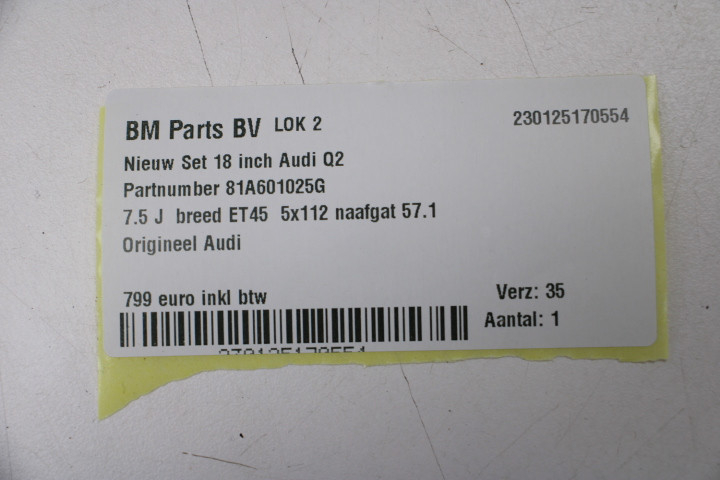 BM Parts BV LOK 2 230125170554
Nieuw Set 18 inch Audi Q2
Partnumber 81A601025G
7.5 J breed ET45 5x112 naafgat 57.1
Origineel Audi
799 euro inkl btw Verz: 35
Aantal: 1
230125170554